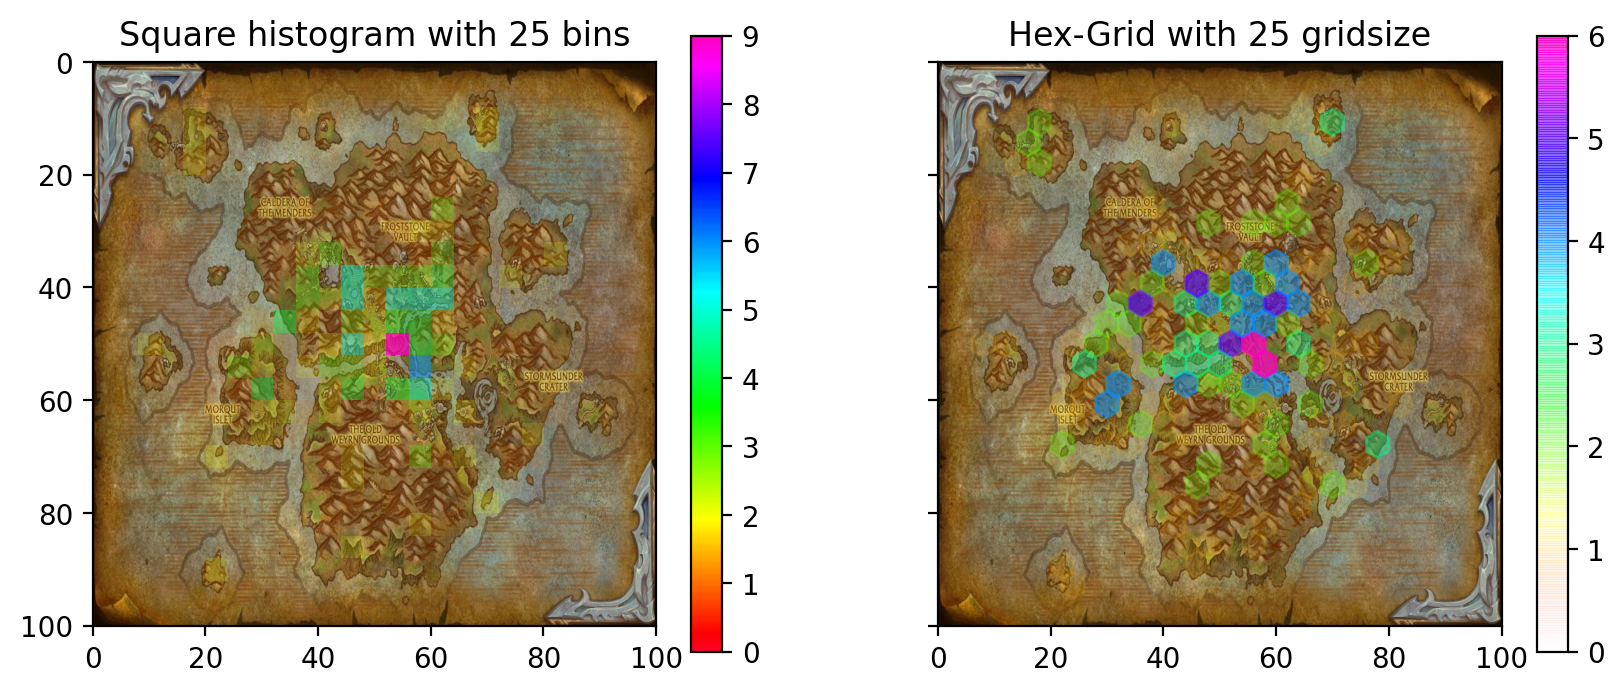 Square histogram with 25 bins
0
20
40
60
80
100
0
20
40
60
80
100
CALDERA OF
THE MENDERS
FROSTSTONE
VAULT
STORMSUNDER
CRATER
MORQUT
ISLET
THE OLD
WEYRN GROUNDS
9
8
7
6
5
4
3
2
1
0
Hex-Grid with 25 gridsize
CALDERA OF
THE MENDERS
FROSTSTONE
VAULT
STORMSUNDER
CRATER
MORQUT
ISLET
THE OLD
WEYRN GROUNDS
0
20
40
60
80
100
6
5
4
3
2
1
0